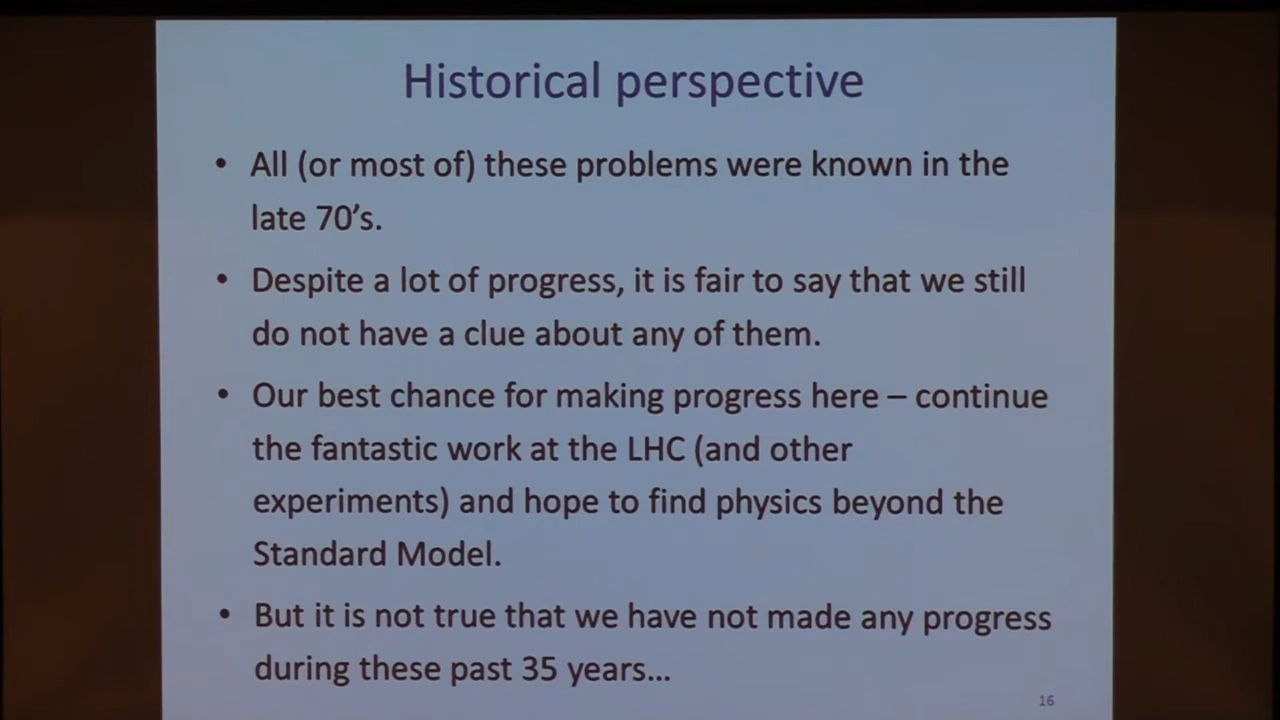 Historical perspective
• All (or most of) these problems were known in the
late 70’s.
• Despite a lot of progress, it is fair to say that we still
do not have a clue about any of them.
• Our best chance for making progress here – continue
the fantastic work at the LHC (and other
experiments) and hope to find physics beyond the
Standard Model.
• But it is not true that we have not made any progress
during these past 35 years…
16